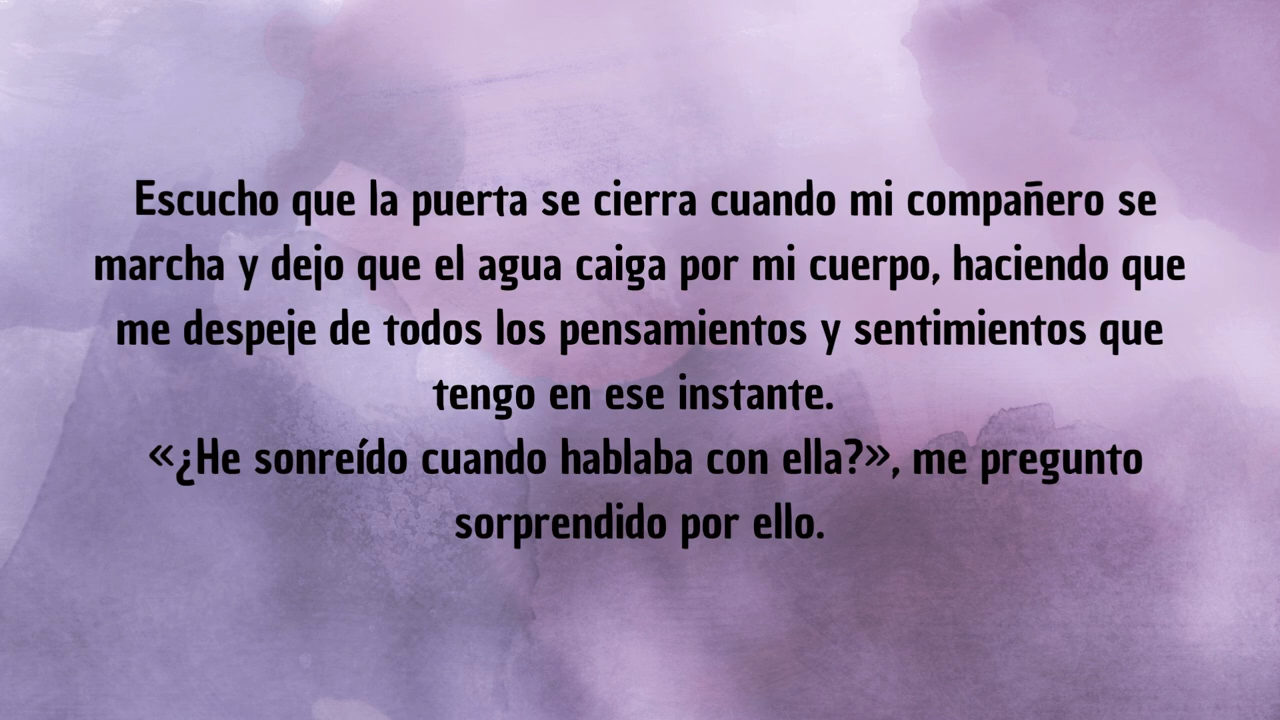 Escucho que la puerta se cierra cuando mi compañero se
marcha y dejo que el agua caiga por mi cuerpo, haciendo que
me despeje de todos los pensamientos y sentimientos que
tengo en ese instante.
«¿He sonreído cuando hablaba con ella?», me pregunto
sorprendido por ello.